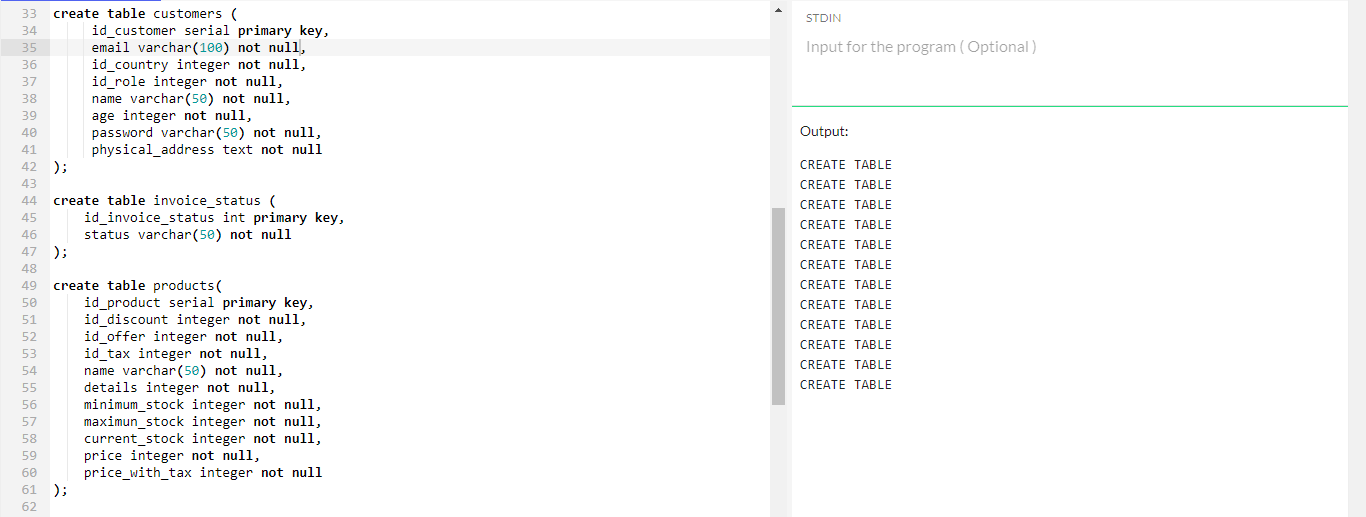 33 create table customers (
34 id_customer serial primary key,
35 email varchar(100) not null,
36 id_country integer not null,
37 id_role integer not null,
38 name varchar(50) not null,
39 age integer not null,
40 password varchar(50) not null,
41 physical_address text not null
42 );
43
44 create table invoice_status (
45 id_invoice_status int primary key,
46 status varchar(50) not null
47 );
48
49 create table products(
50 id_product serial primary key,
51 id_discount integer not null,
52 id_offer integer not null,
53 id_tax integer not null,
54 name varchar(50) not null,
55 details integer not null,
56 minimum_stock integer not null,
57 maximun_stock integer not null,
58 current_stock integer not null,
59 price integer not null,
60 price_with_tax integer not null
61 );
62
STDIN
Input for the program ( Optional )
Output:
CREATE TABLE
CREATE TABLE
CREATE TABLE
CREATE TABLE
CREATE TABLE
CREATE TABLE
CREATE TABLE
CREATE TABLE
CREATE TABLE
CREATE TABLE
CREATE TABLE
CREATE TABLE